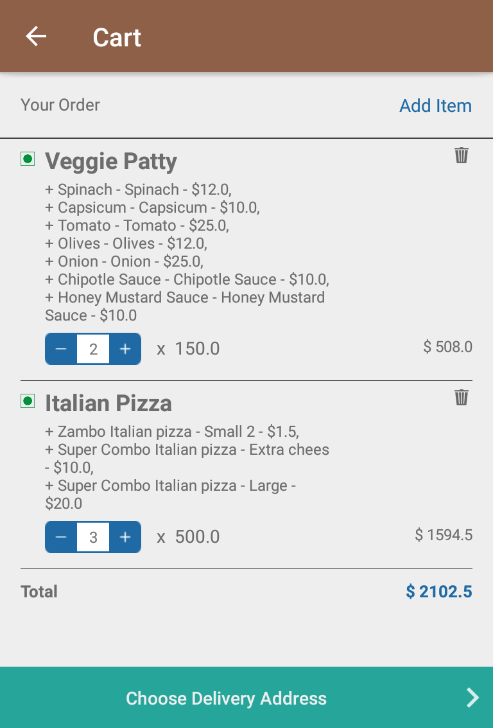 Cart
Your Order
Add Item
Veggie Patty
+ Spinach - Spinach - $12.0,
+ Capsicum - Capsicum - $10.0,
+ Tomato - Tomato - $25.0,
+ Olives - Olives - $12.0,
+ Onion - Onion - $25.0,
+ Chipotle Sauce - Chipotle Sauce - $10.0,
+ Honey Mustard Sauce - Honey Mustard
Sauce - $10.0
− 2 + x 150.0
$ 508.0
Italian Pizza
+ Zambo Italian pizza - Small 2 - $1.5,
+ Super Combo Italian pizza - Extra chees
- $10.0,
+ Super Combo Italian pizza - Large -
$20.0
− 3 + x 500.0
$ 1594.5
Total
$ 2102.5
Choose Delivery Address